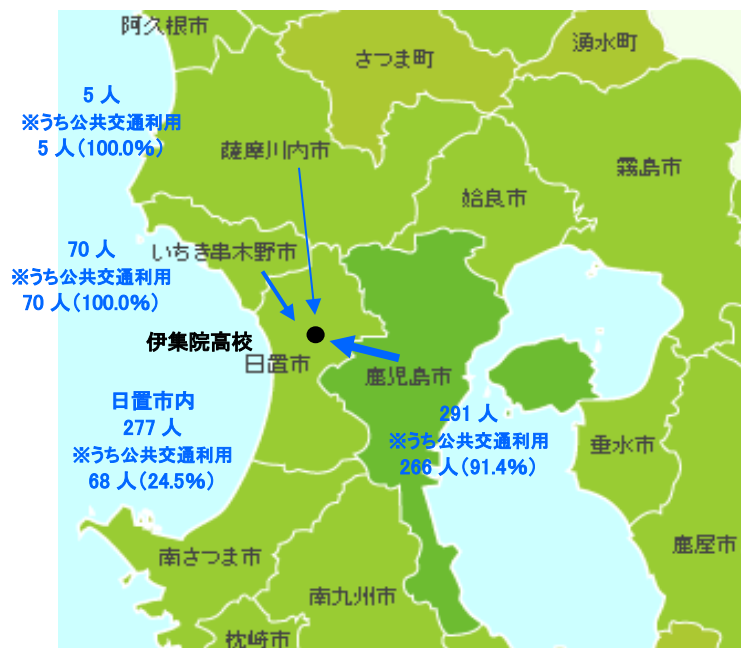 阿久根市
湧水町
さつま町
5 人
※うち公共交通利用
5 人(100.0%)
薩摩川内市
霧島市
姶良市
70 人
※うち公共交通利用
70 人(100.0%)
いちき串木野市
伊集院高校
日置市
鹿児島市
日置市内
277 人
※うち公共交通利用
68 人(24.5%)
291 人
※うち公共交通利用
266 人(91.4%)
垂水市
鹿屋市
南さつま市
南九州市
枕崎市